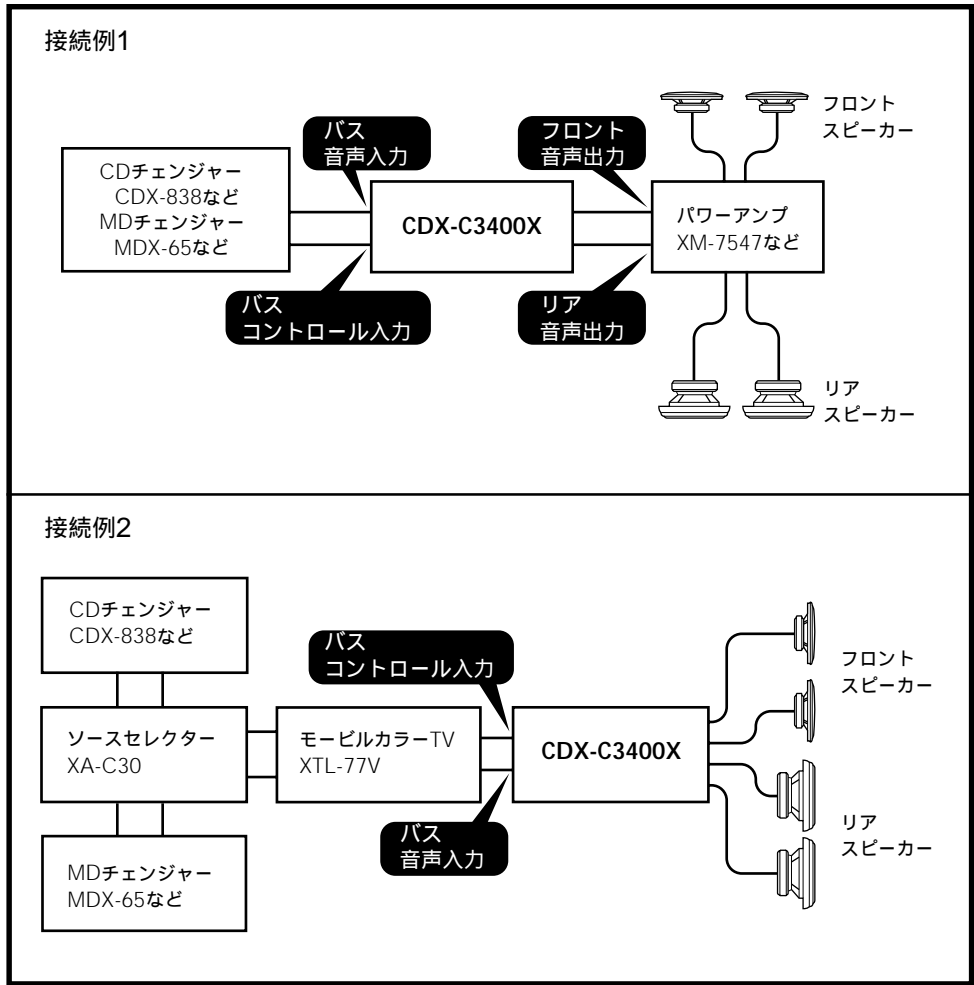 接続例1
フロント
スピーカー
バス
音声入力
フロント
音声出力
CDチェンジャー
CDX-838など
MDチェンジャー
MDX-65など
CDX-C3400X
パワーアンプ
XM-7547など
バス
コントロール入力
リア
音声出力
リア
スピーカー
接続例2
CDチェンジャー
CDX-838など
バス
コントロール入力
フロント
スピーカー
ソースセレクター
XA-C30
モービルカラーTV
XTL-77V
CDX-C3400X
バス
音声入力
リア
スピーカー
MDチェンジャー
MDX-65など